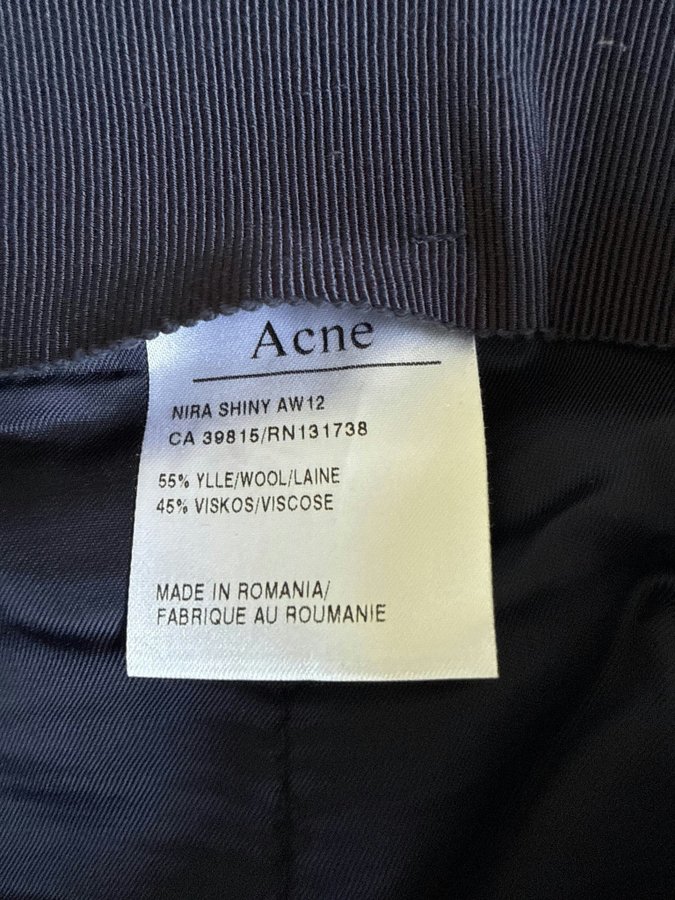 Acne
NIRA SHINY AW12
CA 39815/RN131738
55% YLLE/WOOL/LAINE
45% VISKOS/VISCOSE
MADE IN ROMANIA/
FABRIQUE AU ROUMANIE